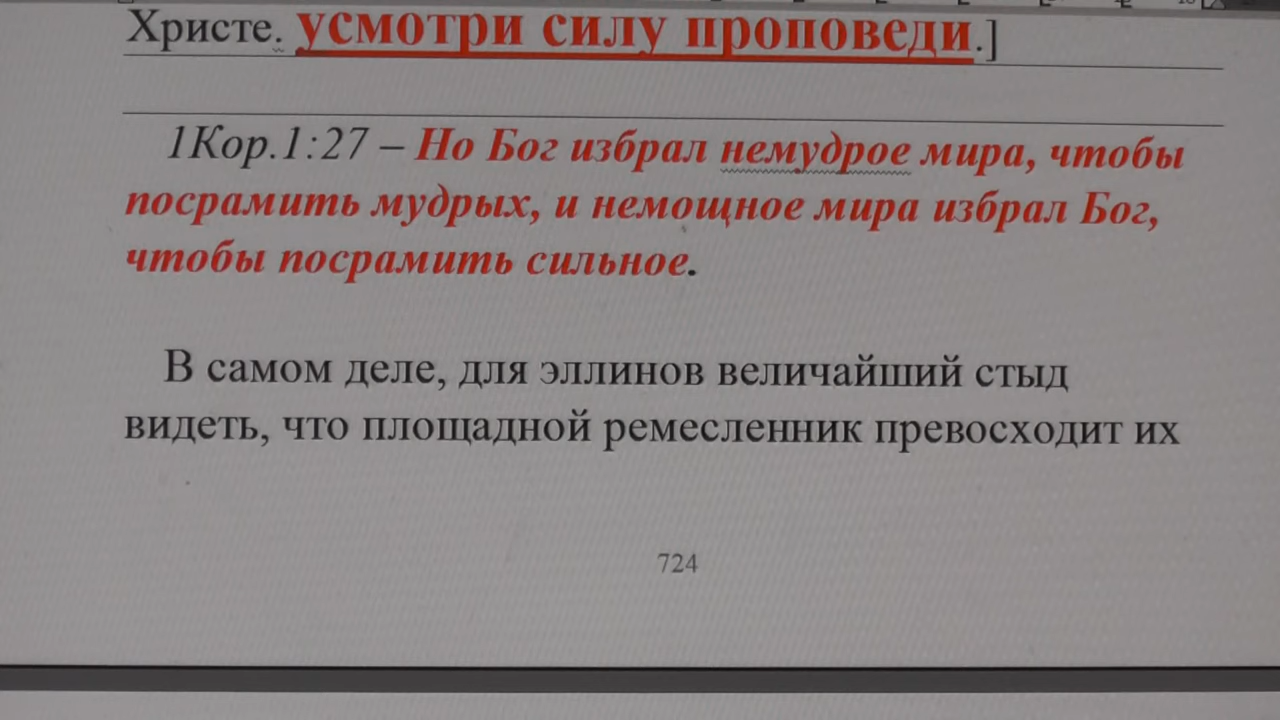 Христе. усмотри силу проповеди.]
1Кор.1:27 – Но Бог избрал немудрое мира, чтобы
посрамить мудрых, и немощное мира избрал Бог,
чтобы посрамить сильное.
В самом деле, для эллинов величайший стыд
видеть, что площадной ремесленник превосходит их
724